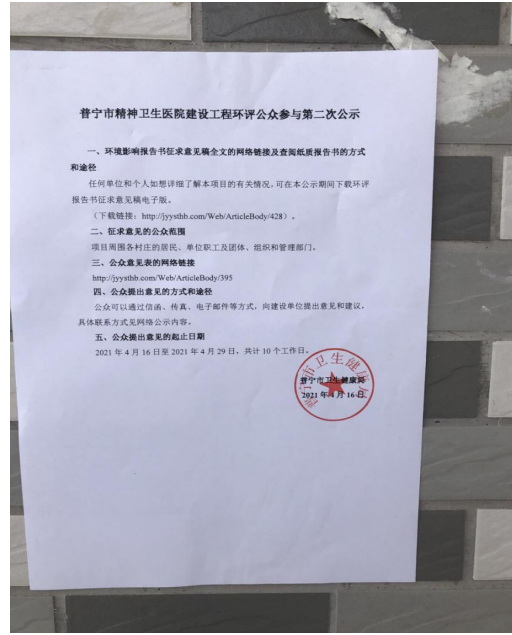 普宁市精神卫生医院建设工程环评公众参与第二次公示
一、环境影响报告书征求意见稿全文的网络链接及查阅纸质报告书的方式
和途径
任何单位和个人如想详细了解本项目的有关情况，可在本公示期间下载环评
报告书征求意见稿电子版。
（下载链接：http://jyysthb.com/Web/ArticleBody/428）。
二、征求意见的公众范围
项目周围各村庄的居民、单位职工及团体、组织和管理部门。
三、公众意见表的网络链接
http://jyysthb.com/Web/ArticleBody/395
四、公众提出意见的方式和途径
公众可以通过信函、传真、电子邮件等方式，向建设单位提出意见和建议，
具体联系方式见网络公示内容。
五、公众提出意见的起止日期
2021 年 4 月 16 日至 2021 年 4 月 29 日，共计 10 个工作日。
普宁市卫生健康局
2021 年 4 月 16 日
普宁市卫生健康局